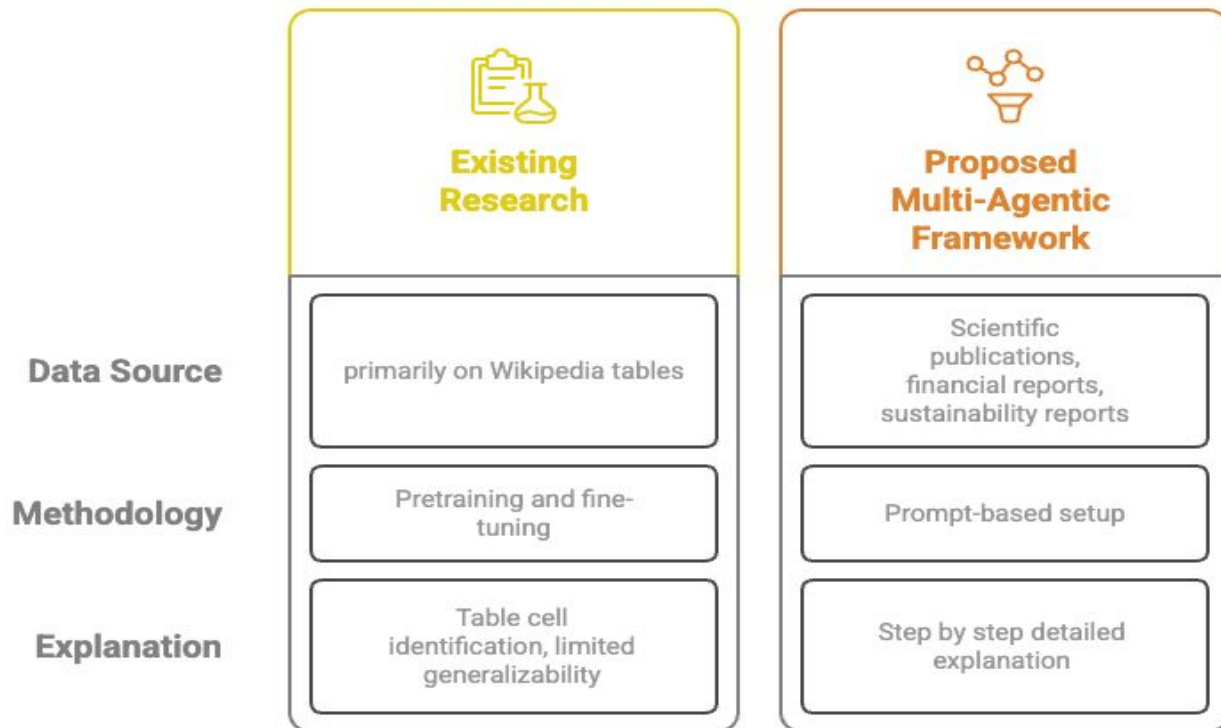 Existing
Research
Proposed
Multi-Agentic
Framework
Data Source
primarily on Wikipedia tables
Scientific
publications,
financial reports,
sustainability reports
Methodology
Pretraining and fine-
tuning
Prompt-based setup
Explanation
Table cell
identification, limited
generalizability
Step by step detailed
explanation